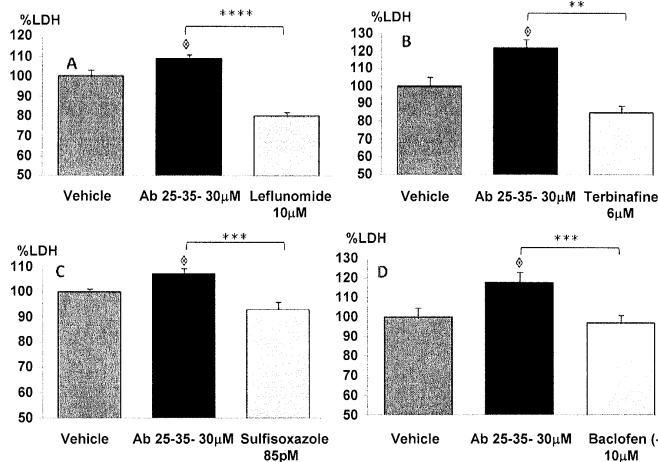 %LDH
****
120
110
100
90
80
70
60
50
A
Vehicle
Ab 25-35- 30µM
Leflunomide
10µM
%LDH
**
130
120
110
100
90
80
70
60
50
B
Vehicle
Ab 25-35- 30µM
Terbinafine
6µM
%LDH
***
110
100
90
80
70
60
50
C
Vehicle
Ab 25-35- 30µM
Sulfisoxazole
85pM
%LDH
***
130
120
110
100
90
80
70
60
50
D
Vehicle
Ab 25-35- 30µM
Baclofen (-
10µM